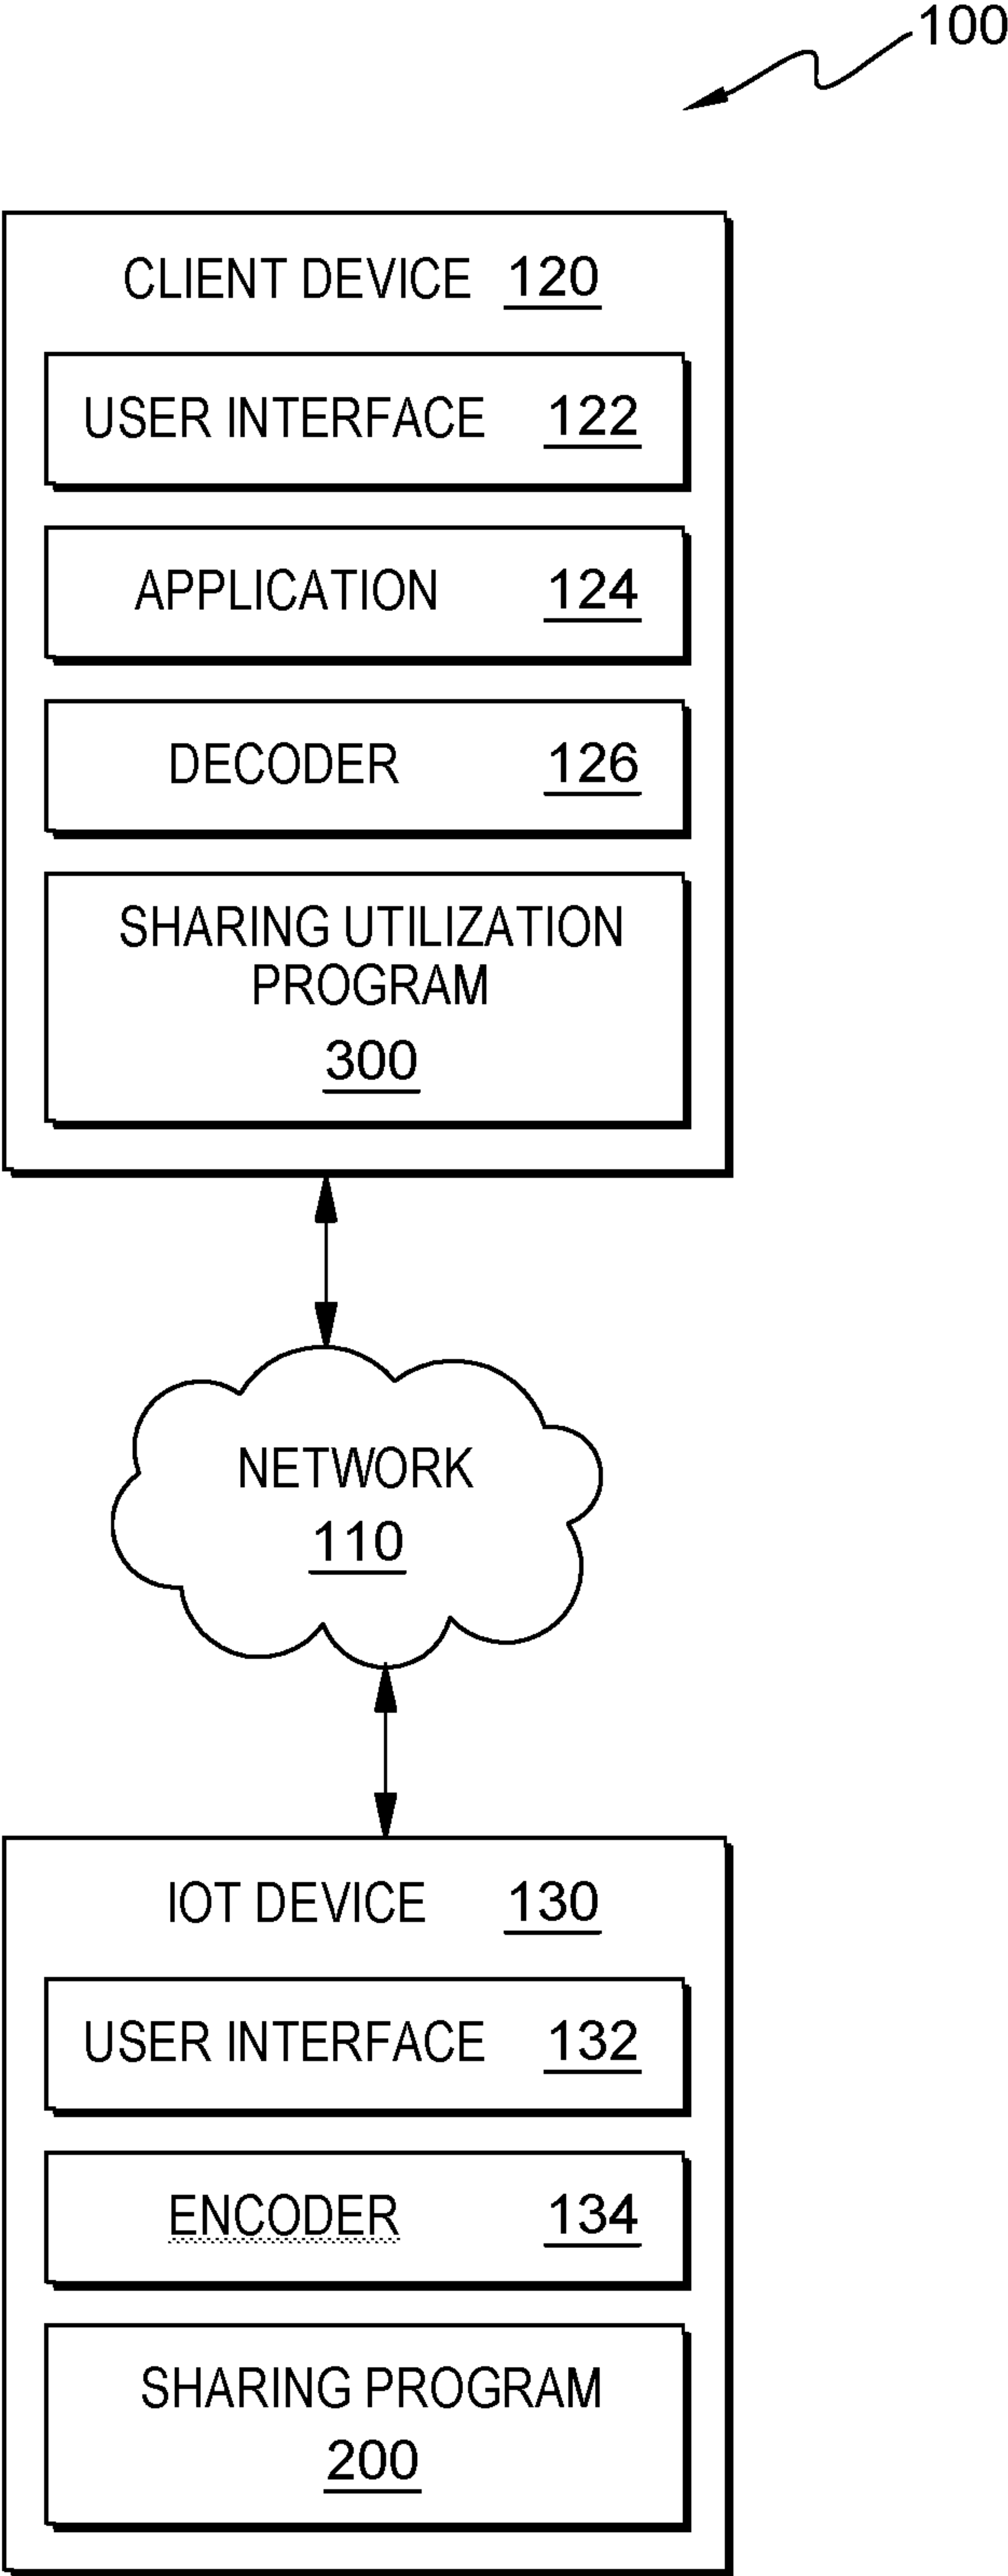 100
CLIENT DEVICE 120
USER INTERFACE 122
APPLICATION 124
DECODER 126
SHARING UTILIZATION
PROGRAM
300
NETWORK
110
IOT DEVICE 130
USER INTERFACE 132
ENCODER 134
SHARING PROGRAM
200